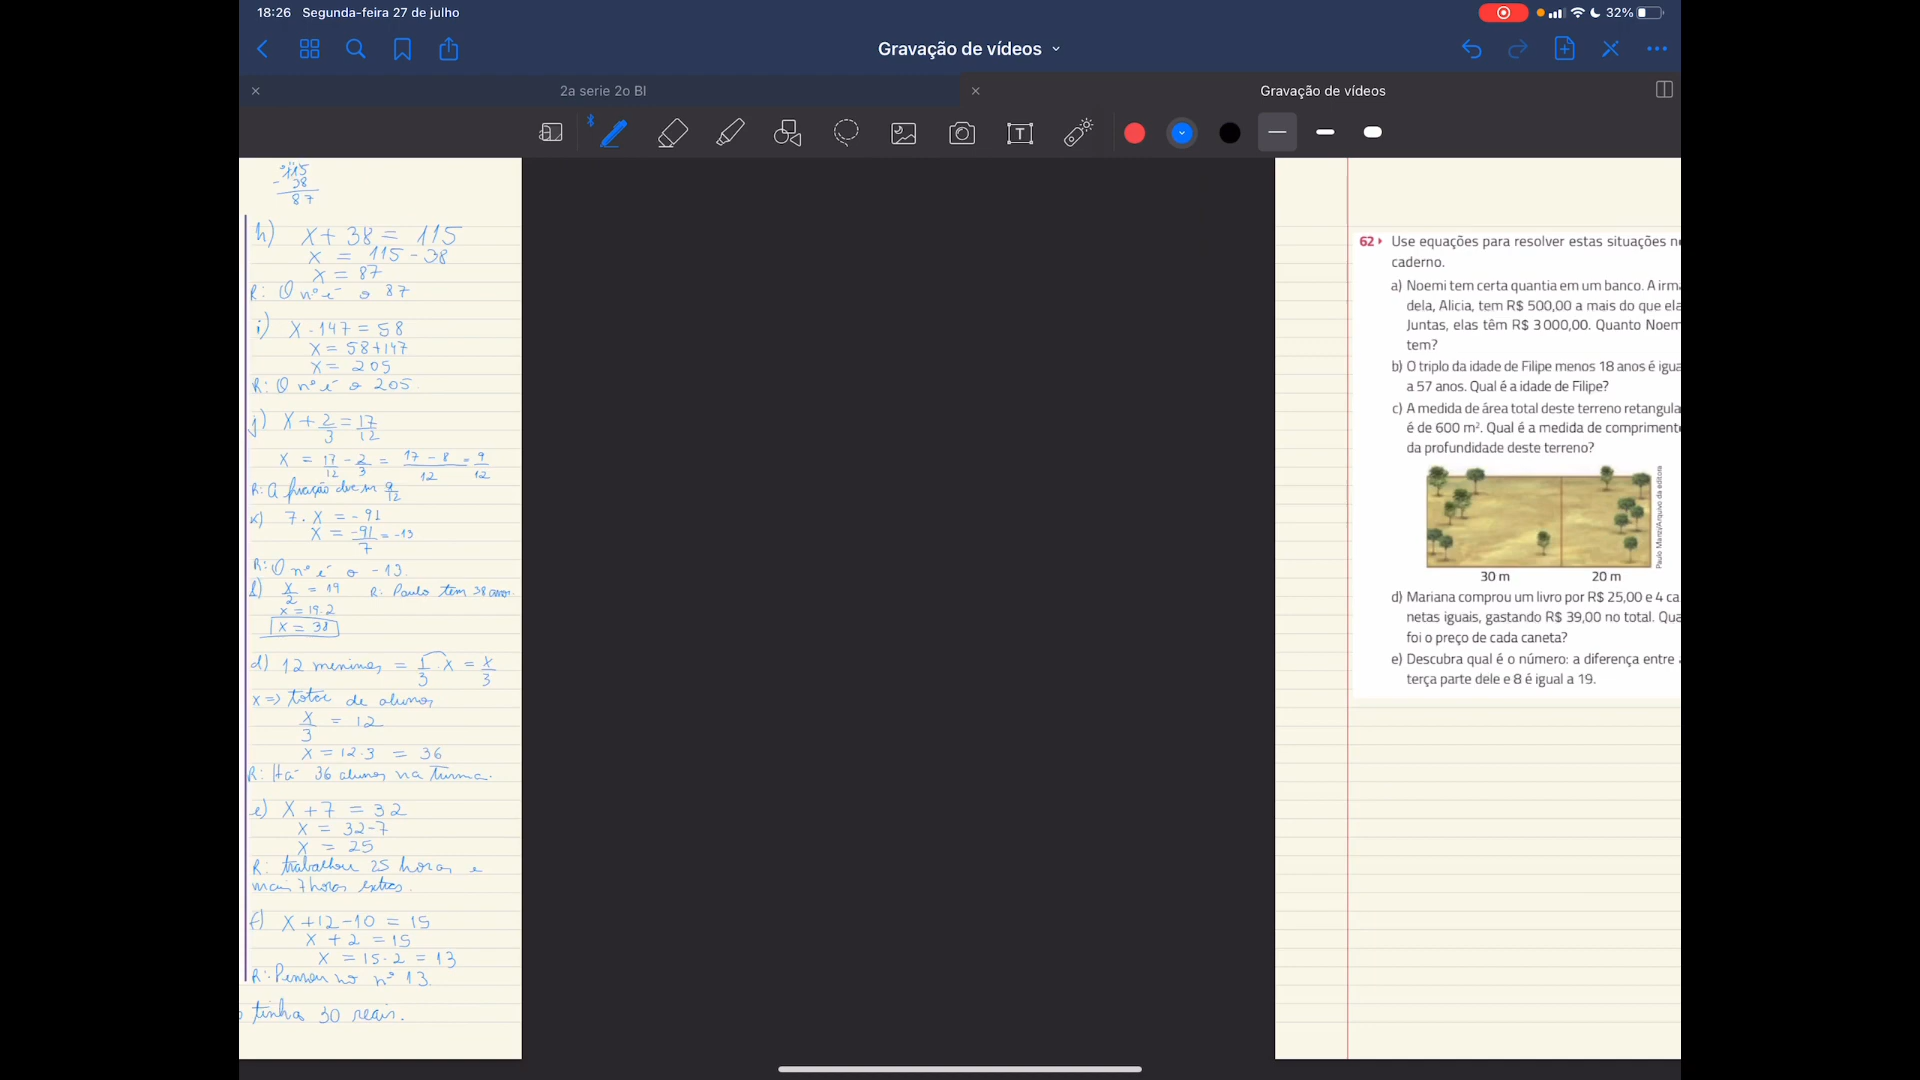 18:26 Segunda-feira 27 de julho
32%
Gravação de vídeos
2a serie 2o BI
Gravação de vídeos
T
115
- 28
87
h) x + 38 = 115
x = 115 - 38
x = 87
R: O nº é o 87
i) x - 147 = 58
x = 58 + 147
x = 205
R: O nº é o 205.
j) x + 2/3 = 17/12
x = 17/12 - 2/3 = 17 - 8/12 = 9/12
R: A fração deve ser 9/12
k) 7 . x = - 91
x = -91/7 = -13
R: O nº é o -13.
l) x/2 = 19 R: Paulo tem 38 anos.
x = 19.2
x = 38
d) 12 meninos = 1/3 . x = x/3
x => total de alunos
x/3 = 12
x = 12.3 = 36
R: Há 36 alunos na turma.
e) x + 7 = 32
x = 32-7
x = 25
R: trabalhou 25 horas e
mais 7 horas extras.
f) x + 12 - 10 = 15
x + 2 = 15
x = 15 - 2 = 13
R: Pensou no nº 13.
tinha 30 reais.
62 Use equações para resolver estas situações n
caderno.
a) Noemi tem certa quantia em um banco. A irm
dela, Alicia, tem R$ 500,00 a mais do que ela
Juntas, elas têm R$ 3 000,00. Quanto Noem
tem?
b) O triplo da idade de Filipe menos 18 anos é igua
a 57 anos. Qual é a idade de Filipe?
c) A medida de área total deste terreno retangula
é de 600 m². Qual é a medida de compriment
da profundidade deste terreno?
Paulo Manzi/Arquivo da editora
30 m 20 m
d) Mariana comprou um livro por R$ 25,00 e 4 ca
netas iguais, gastando R$ 39,00 no total. Qua
foi o preço de cada caneta?
e) Descubra qual é o número: a diferença entre
terça parte dele e 8 é igual a 19.